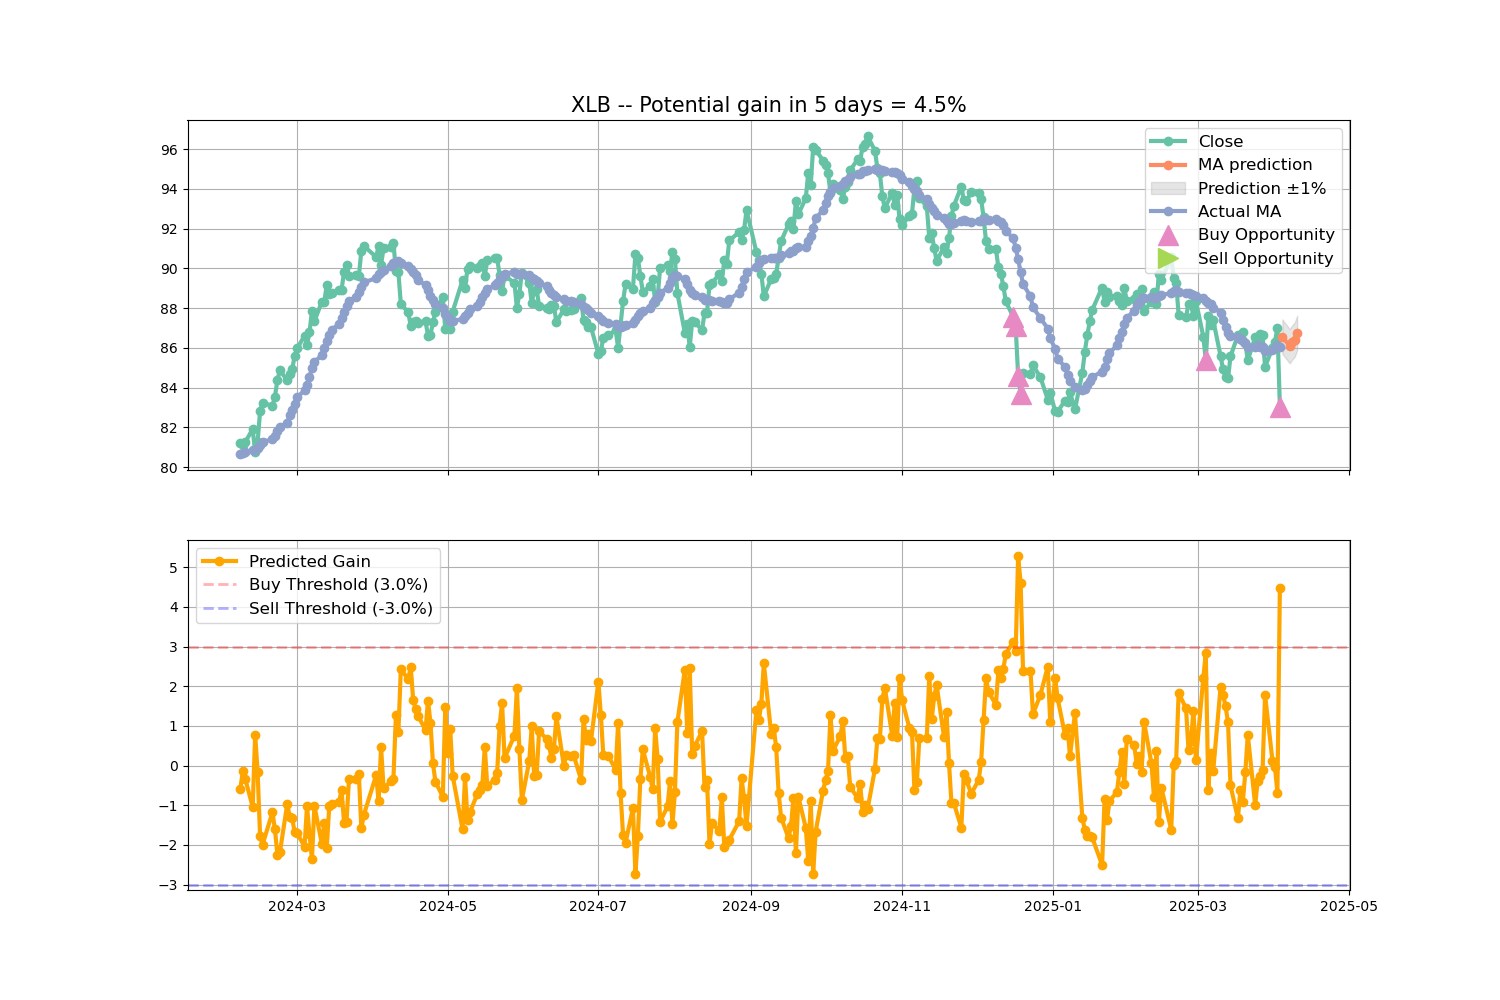 XLB -- Potential gain in 5 days = 4.5%
96
94
92
90
88
86
84
82
80
Close
MA prediction
Prediction ±1%
Actual MA
Buy Opportunity
Sell Opportunity
5
4
3
2
1
0
−1
−2
−3
Predicted Gain
Buy Threshold (3.0%)
Sell Threshold (-3.0%)
2024-03 2024-05 2024-07 2024-09 2024-11 2025-01 2025-03 2025-05